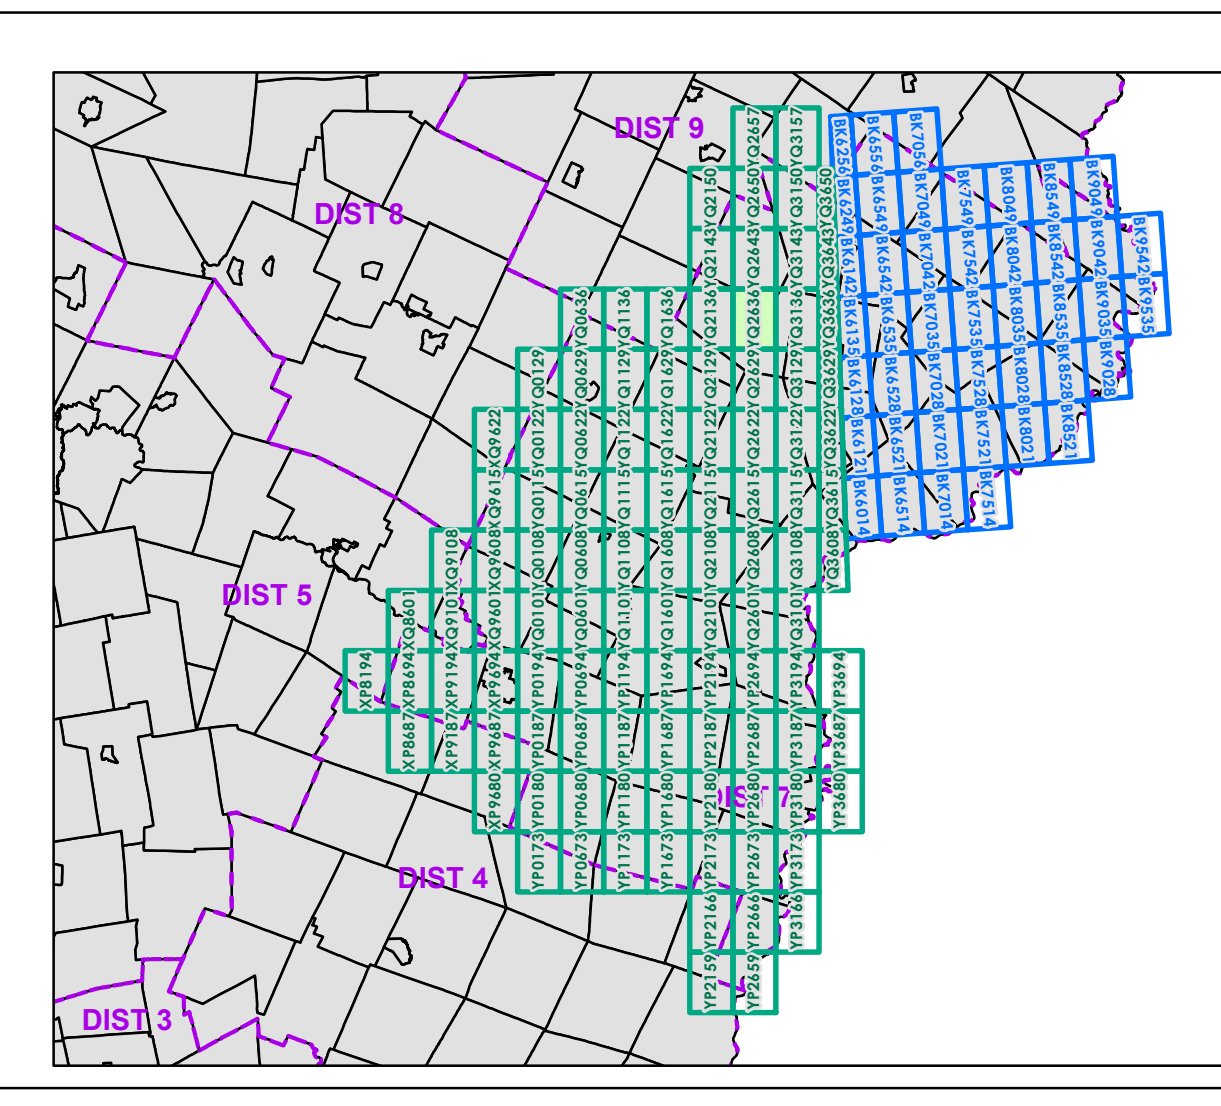 DIST 9
DIST 8
DIST 5
DIST 7
DIST 4
DIST 3
YQ2657 YQ3157
YQ2150 YQ2650 YQ3150 YQ3650
YQ2143 YQ2643 YQ3143 YQ3643
YQ0636 YQ1136 YQ1636 YQ2136 YQ2636 YQ3136 YQ3636
YQ0129 YQ0629 YQ1129 YQ1629 YQ2129 YQ2629 YQ3129 YQ3629
XQ9622 YQ0122 YQ0622 YQ1122 YQ1622 YQ2122 YQ2622 YQ3122 YQ3622
XQ9615 YQ0115 YQ0615 YQ1115 YQ1615 YQ2115 YQ2615 YQ3115 YQ3615
XQ9108 XQ9608 YQ0108 YQ0608 YQ1108 YQ1608 YQ2108 YQ2608 YQ3108 YQ3608
XQ8601 XQ9101 XQ9601 YQ0101 YQ0601 YQ1101 YQ1601 YQ2101 YQ2601 YQ3101
XP8194 XP8694 XP9194 XP9694 YP0194 YP0694 YP1194 YP1694 YP2194 YP2694 YP3194 YP3694
XP8687 XP9187 XP9687 YP0187 YP0687 YP1187 YP1687 YP2187 YP2687 YP3187 YP3687
XP9680 YP0180 YP0680 YP1180 YP1680 YP2180 YP2680 YP3180 YP3680
YP0173 YP0673 YP1173 YP1673 YP2173 YP2673 YP3173
YP2166 YP2666 YP3166
YP2159 YP2659
BK6256 BK6556 BK7056
BK6249 BK6549 BK7049 BK7549 BK8049 BK8549 BK9049
BK6142 BK6542 BK7042 BK7542 BK8042 BK8542 BK9042 BK9542
BK6135 BK6535 BK7035 BK7535 BK8035 BK8535 BK9035 BK9535
BK6128 BK6528 BK7028 BK7528 BK8028 BK8528 BK9028
BK6121 BK6521 BK7021 BK7521 BK8021 BK8521
BK6014 BK6514 BK7014 BK7514